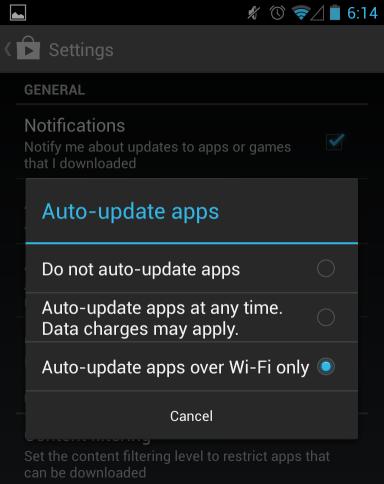 6:14
Settings
GENERAL
Notifications
Notify me about updates to apps or games
that I downloaded
Auto-update apps
Do not auto-update apps
Auto-update apps at any time.
Data charges may apply.
Auto-update apps over Wi-Fi only
Cancel
Content filtering
Set the content filtering level to restrict apps that
can be downloaded